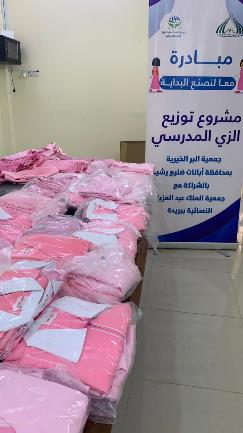 مبادرة
معا لنصنع البداية
مشروع توزيع
الزي المدرسي
جمعية البر الخيرية
بمحافظة أبانات ضليع رشيد
بالشراكة مع
جمعية الملك عبد العزيز
النسائية ببريدة